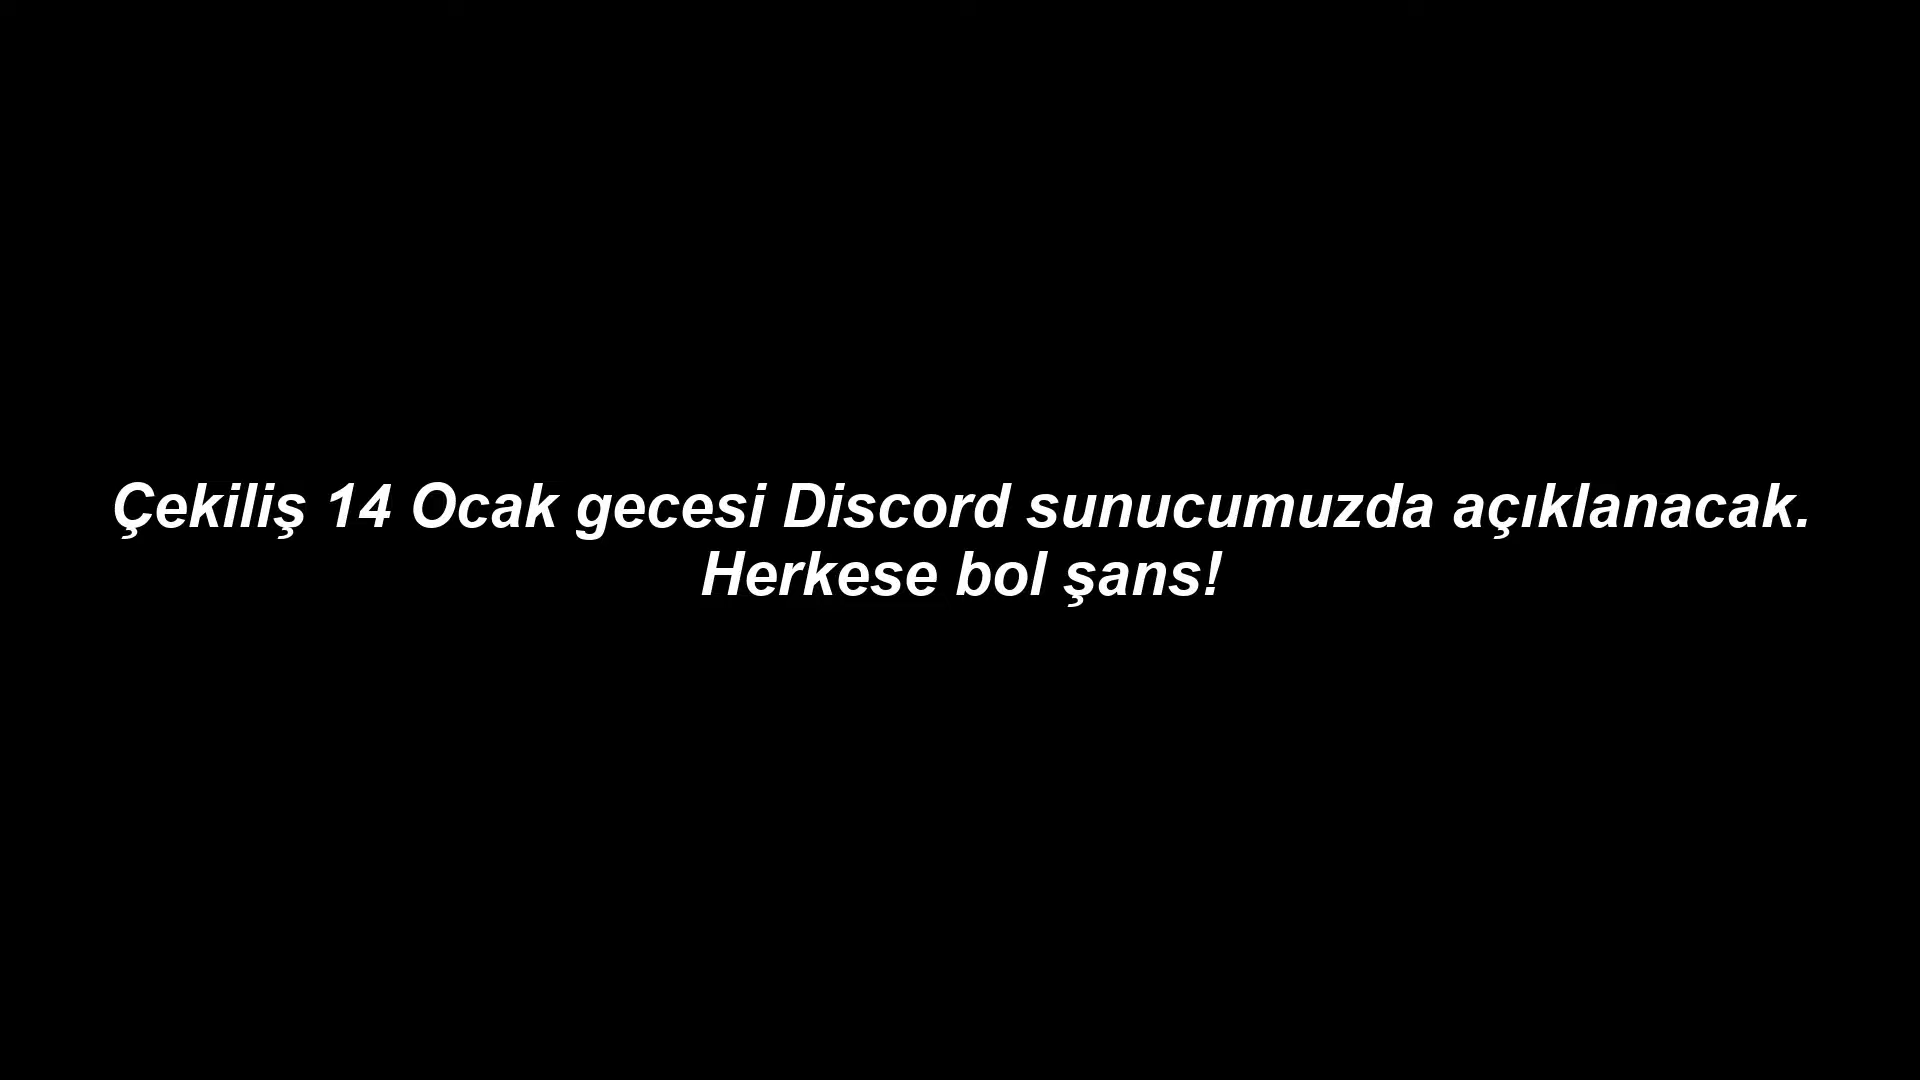 Çekiliş 14 Ocak gecesi Discord sunucumuzda açıklanacak.
Herkese bol şans!